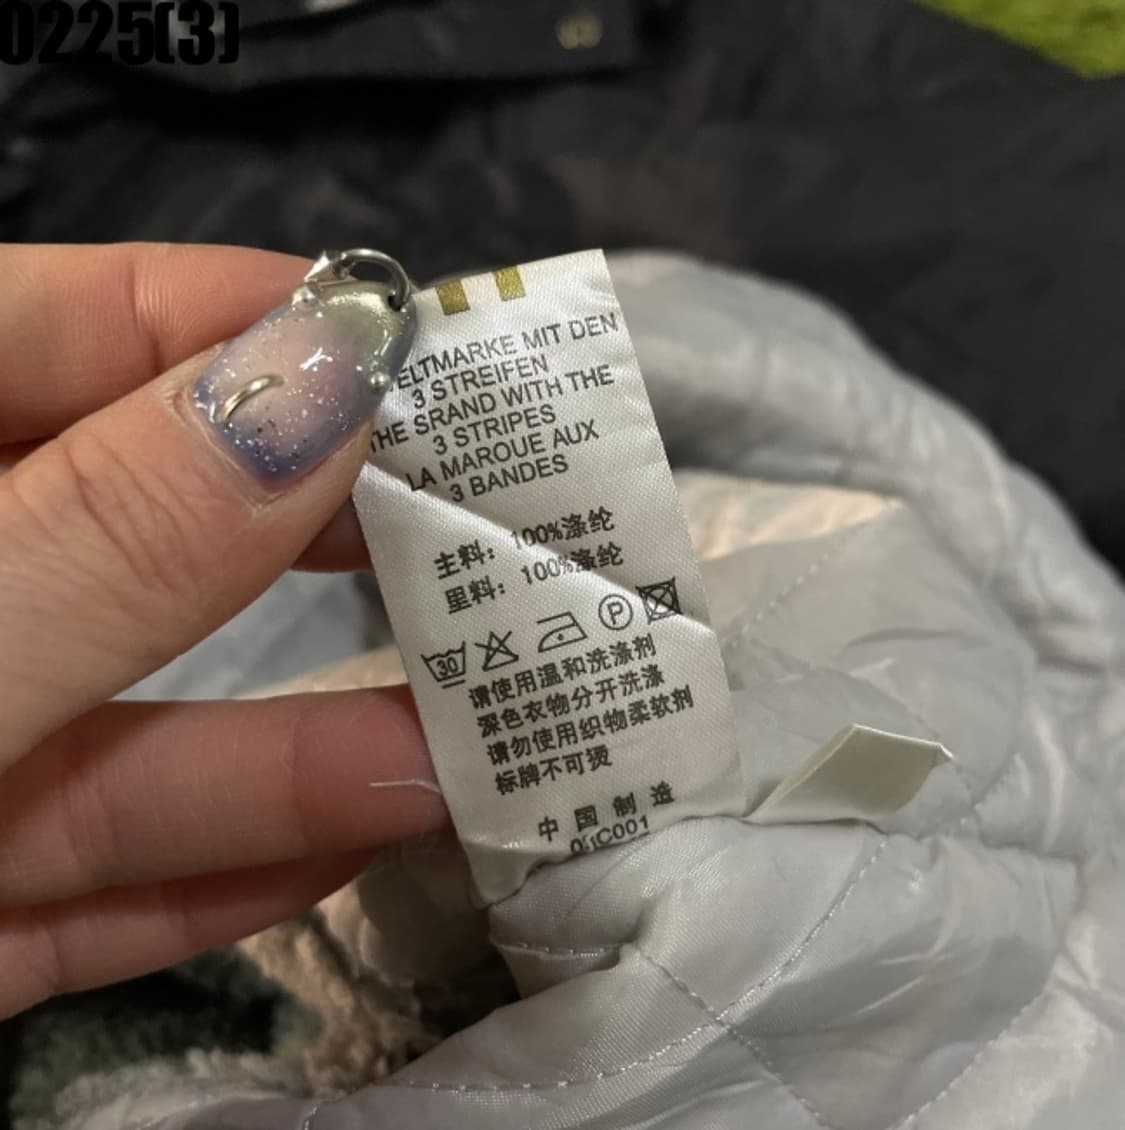 0225(3)
ELTMARKE MIT DEN
3 STREIFEN
THE SRAND WITH THE
3 STRIPES
LA MAROUE AUX
3 BANDES
主料：100%涤纶
里料：100%涤纶
30 P
请使用温和洗涤剂
深色衣物分开洗涤
请勿使用织物柔软剂
标牌不可烫
中国制造